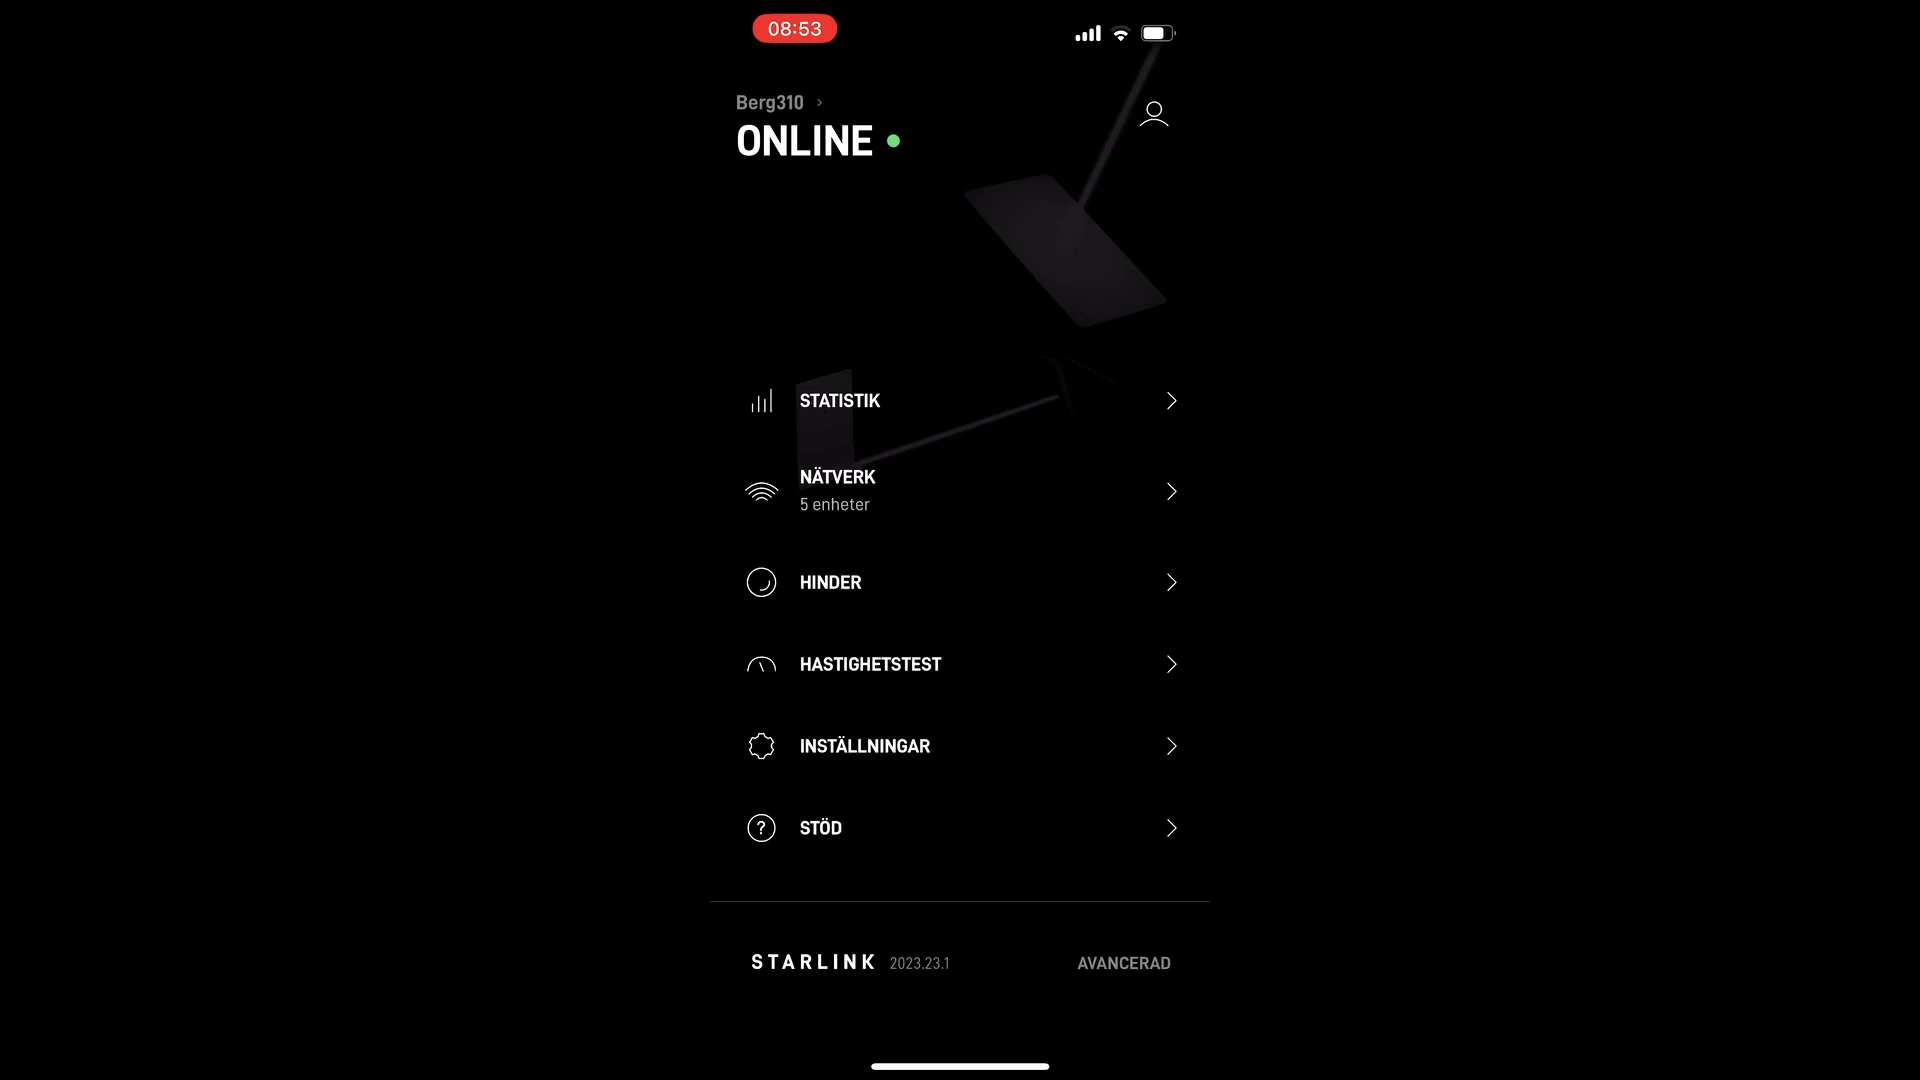 08:53
Berg310
ONLINE
STATISTIK
NÄTVERK
5 enheter
HINDER
HASTIGHETSTEST
INSTÄLLNINGAR
?
STÖD
STARLINK 2023.23.1 AVANCERAD